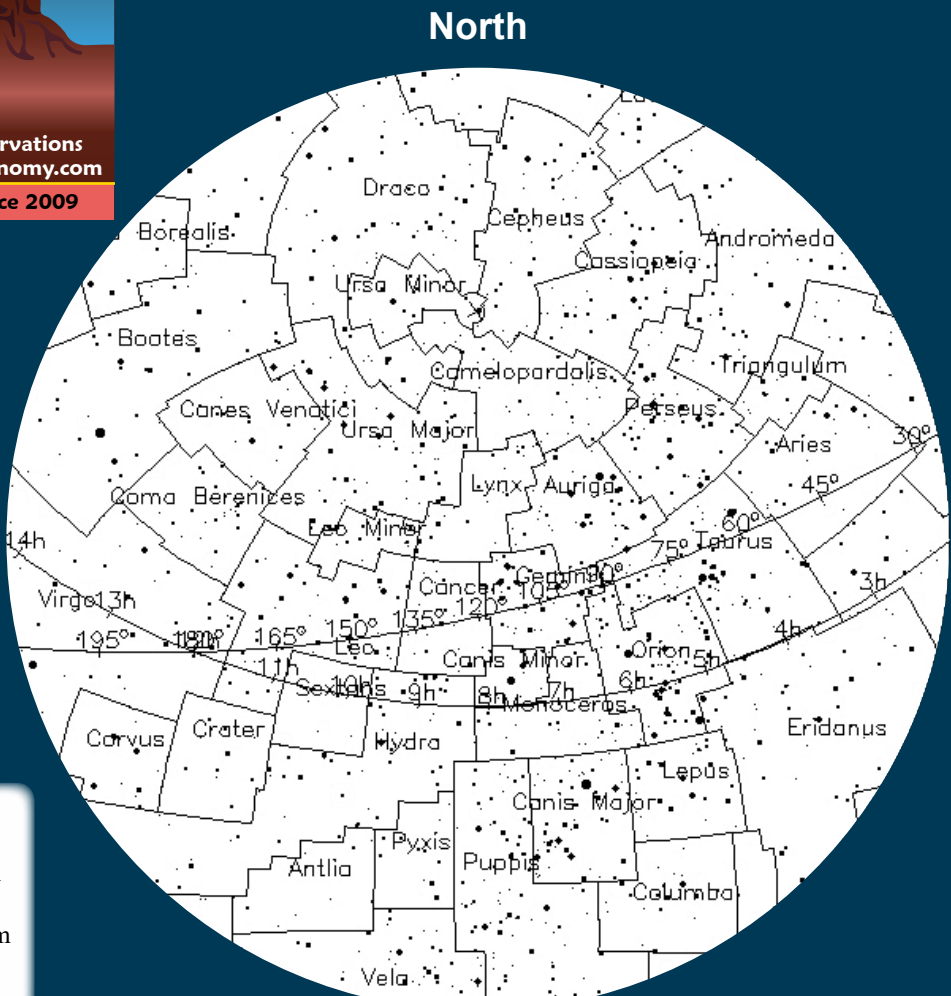 North
rvations
nomy.com
ce 2009
Draco
Cepheus
Borealis
Andromeda
Cassiopeia
Ursa Minor
Bootes
Camelopardalis
Triangulum
Canes Venatici
Perseus
Ursa Major
Aries
30°
Coma Berenices
Lynx
Auriga
45°
Leo Minor
60°
14h
75°
Taurus
Cancer
Gemini
90°
3h
Virgo
13h
105°
120°
135°
195°
180°
165°
150°
4h
Leo
Canis Minor
Orion
5h
11h
Sextans
10h
9h
8h
7h
6h
Monoceros
Corvus
Crater
Hydra
Eridanus
Lepus
Canis Major
Pyxis
Antlia
Puppis
Columba
m
Vela